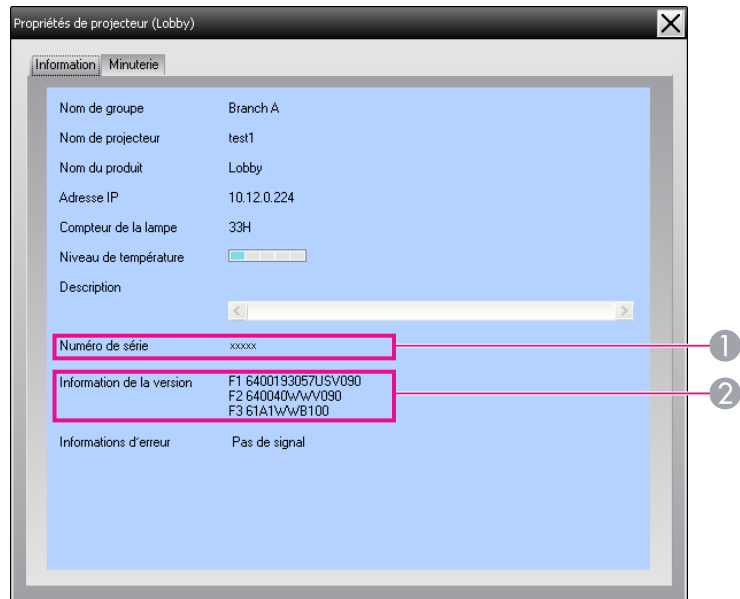 Propriétés de projecteur (Lobby)
Information Minuterie
Nom de groupe Branch A
Nom de projecteur test1
Nom du produit Lobby
Adresse IP 10.12.0.224
Compteur de la lampe 33H
Niveau de température
Description
Numéro de série xxxxx
1
Information de la version F1 6400193057USV090
2
F2 640040WWV090
F3 61A1WWB100
Informations d'erreur Pas de signal